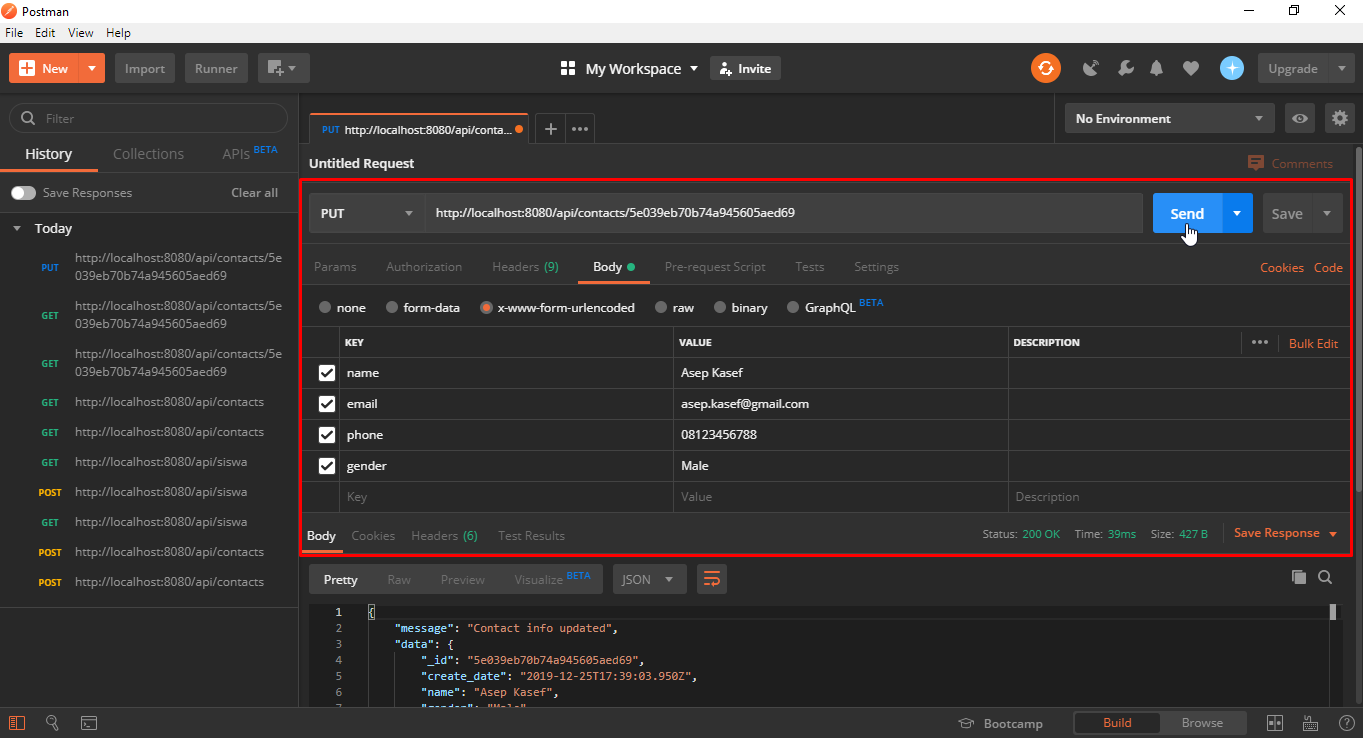 Postman
File Edit View Help
New Import Runner My Workspace Invite Upgrade
Filter
History Collections APIs BETA
Save Responses Clear all
Today
PUT http://localhost:8080/api/contacts/5e
039eb70b74a945605aed69
GET http://localhost:8080/api/contacts/5e
039eb70b74a945605aed69
GET http://localhost:8080/api/contacts/5e
039eb70b74a945605aed69
GET http://localhost:8080/api/contacts
GET http://localhost:8080/api/contacts
GET http://localhost:8080/api/siswa
POST http://localhost:8080/api/siswa
GET http://localhost:8080/api/siswa
POST http://localhost:8080/api/contacts
POST http://localhost:8080/api/contacts
PUT http://localhost:8080/api/conta...
No Environment
Untitled Request Comments
PUT http://localhost:8080/api/contacts/5e039eb70b74a945605aed69 Send Save
Params Authorization Headers (9) Body Pre-request Script Tests Settings Cookies Code
none form-data x-www-form-urlencoded raw binary GraphQL BETA
KEY VALUE DESCRIPTION Bulk Edit
name Asep Kasef
email asep.kasef@gmail.com
phone 08123456788
gender Male
Key Value Description
Body Cookies Headers (6) Test Results Status: 200 OK Time: 39ms Size: 427 B Save Response
Pretty Raw Preview Visualize BETA JSON
1 {
2 "message": "Contact info updated",
3 "data": {
4 "_id": "5e039eb70b74a945605aed69",
5 "create_date": "2019-12-25T17:39:03.950Z",
6 "name": "Asep Kasef",
7 "gender": "Male",
Bootcamp Build Browse